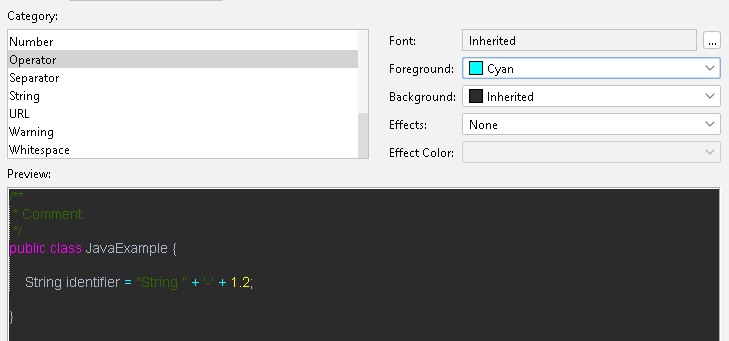 Category:
Number
Operator
Separator
String
URL
Warning
Whitespace
Font: Inherited ...
Foreground: Cyan
Background: Inherited
Effects: None
Effect Color:
Preview:
/**
* Comment.
*/
public class JavaExample {
String identifier = "String " + '-' + 1.2;
}